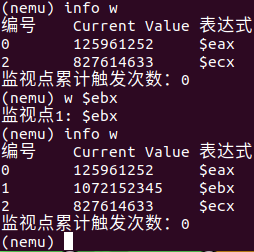 (nemu) info w
编号 Current Value 表达式
0 125961252 $eax
2 827614633 $ecx
监视点累计触发次数：0
(nemu) w $ebx
监视点1: $ebx
(nemu) info w
编号 Current Value 表达式
0 125961252 $eax
1 1072152345 $ebx
2 827614633 $ecx
监视点累计触发次数：0
(nemu)